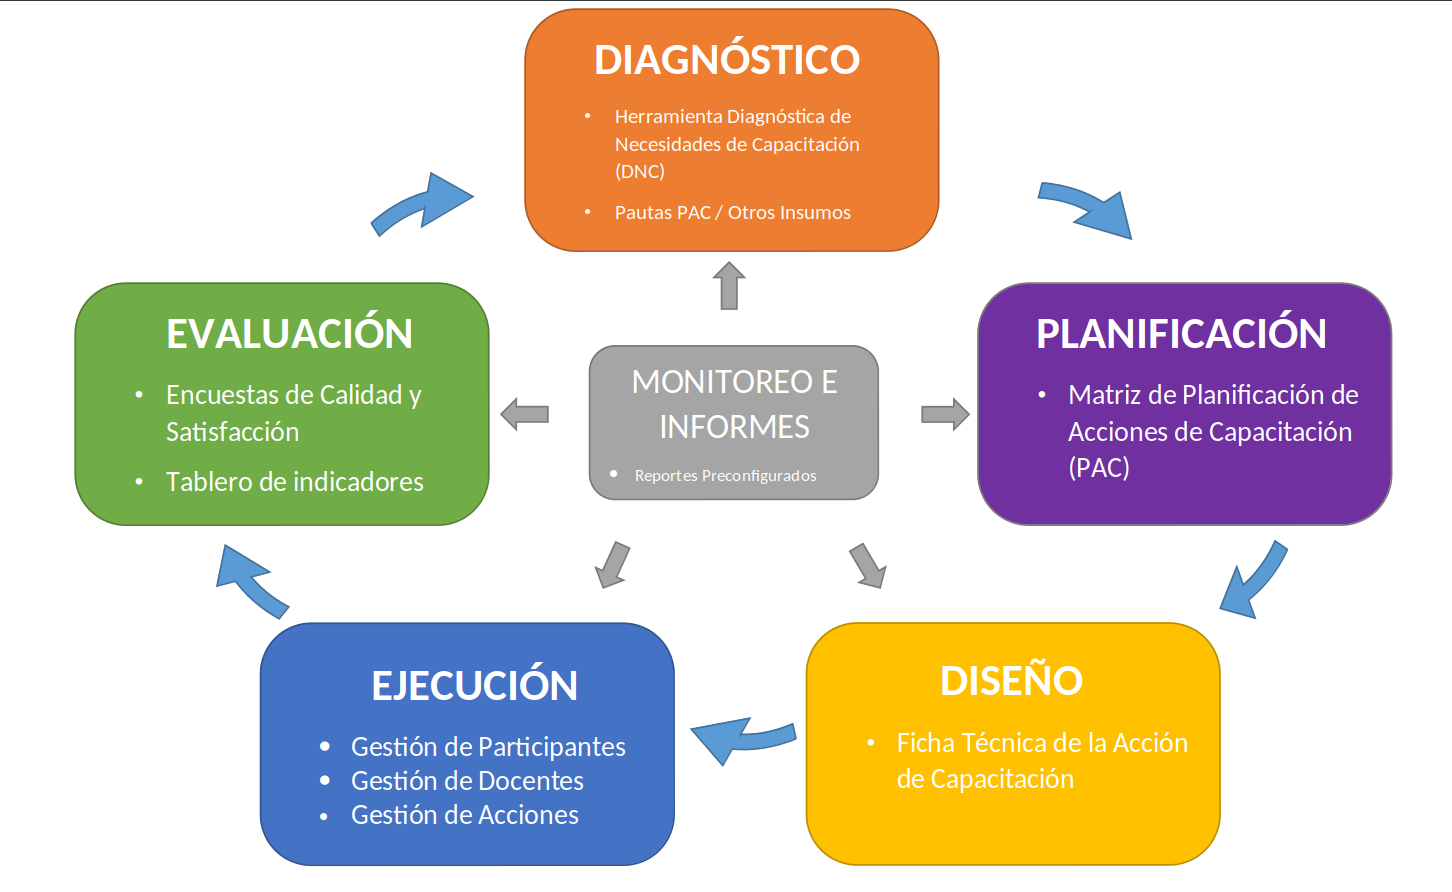 DIAGNÓSTICO
• Herramienta Diagnóstica de
Necesidades de Capacitación
(DNC)
• Pautas PAC / Otros Insumos
EVALUACIÓN
• Encuestas de Calidad y
Satisfacción
• Tablero de indicadores
MONITOREO E
INFORMES
• Reportes Preconfigurados
PLANIFICACIÓN
• Matriz de Planificación de
Acciones de Capacitación
(PAC)
EJECUCIÓN
• Gestión de Participantes
• Gestión de Docentes
• Gestión de Acciones
DISEÑO
• Ficha Técnica de la Acción
de Capacitación